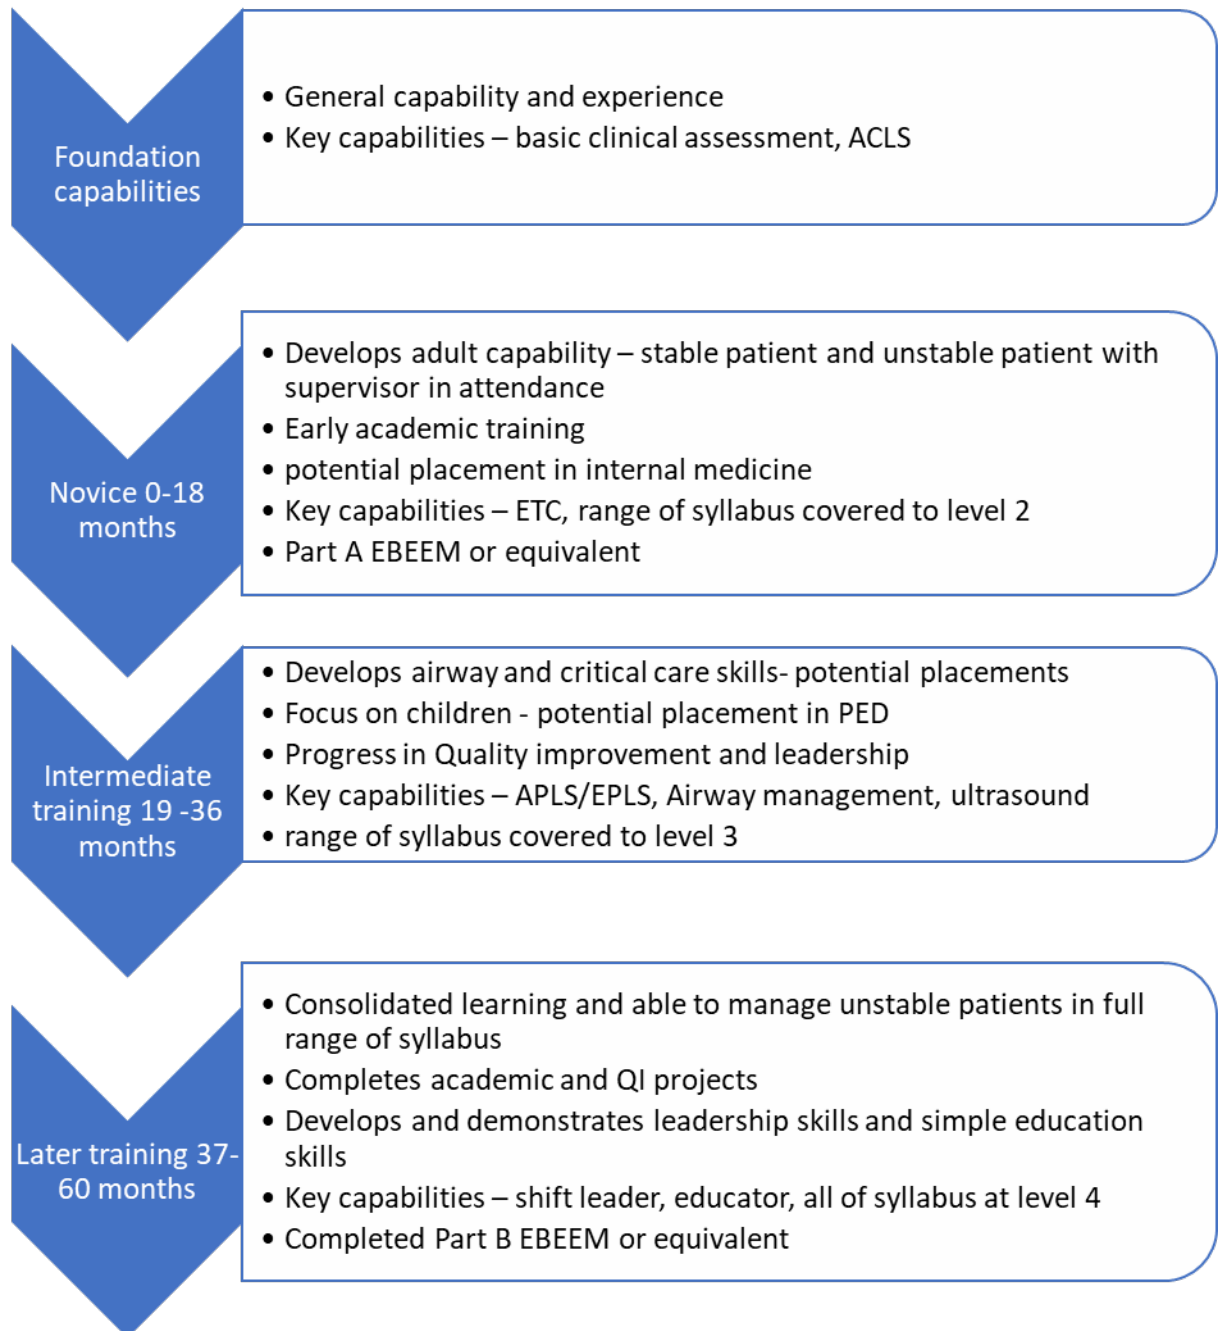 Foundation
capabilities
• General capability and experience
• Key capabilities – basic clinical assessment, ACLS
Novice 0-18
months
• Develops adult capability – stable patient and unstable patient with
supervisor in attendance
• Early academic training
• potential placement in internal medicine
• Key capabilities – ETC, range of syllabus covered to level 2
• Part A EBEEM or equivalent
Intermediate
training 19 -36
months
• Develops airway and critical care skills- potential placements
• Focus on children - potential placement in PED
• Progress in Quality improvement and leadership
• Key capabilities – APLS/EPLS, Airway management, ultrasound
• range of syllabus covered to level 3
Later training 37-
60 months
• Consolidated learning and able to manage unstable patients in full
range of syllabus
• Completes academic and QI projects
• Develops and demonstrates leadership skills and simple education
skills
• Key capabilities – shift leader, educator, all of syllabus at level 4
• Completed Part B EBEEM or equivalent